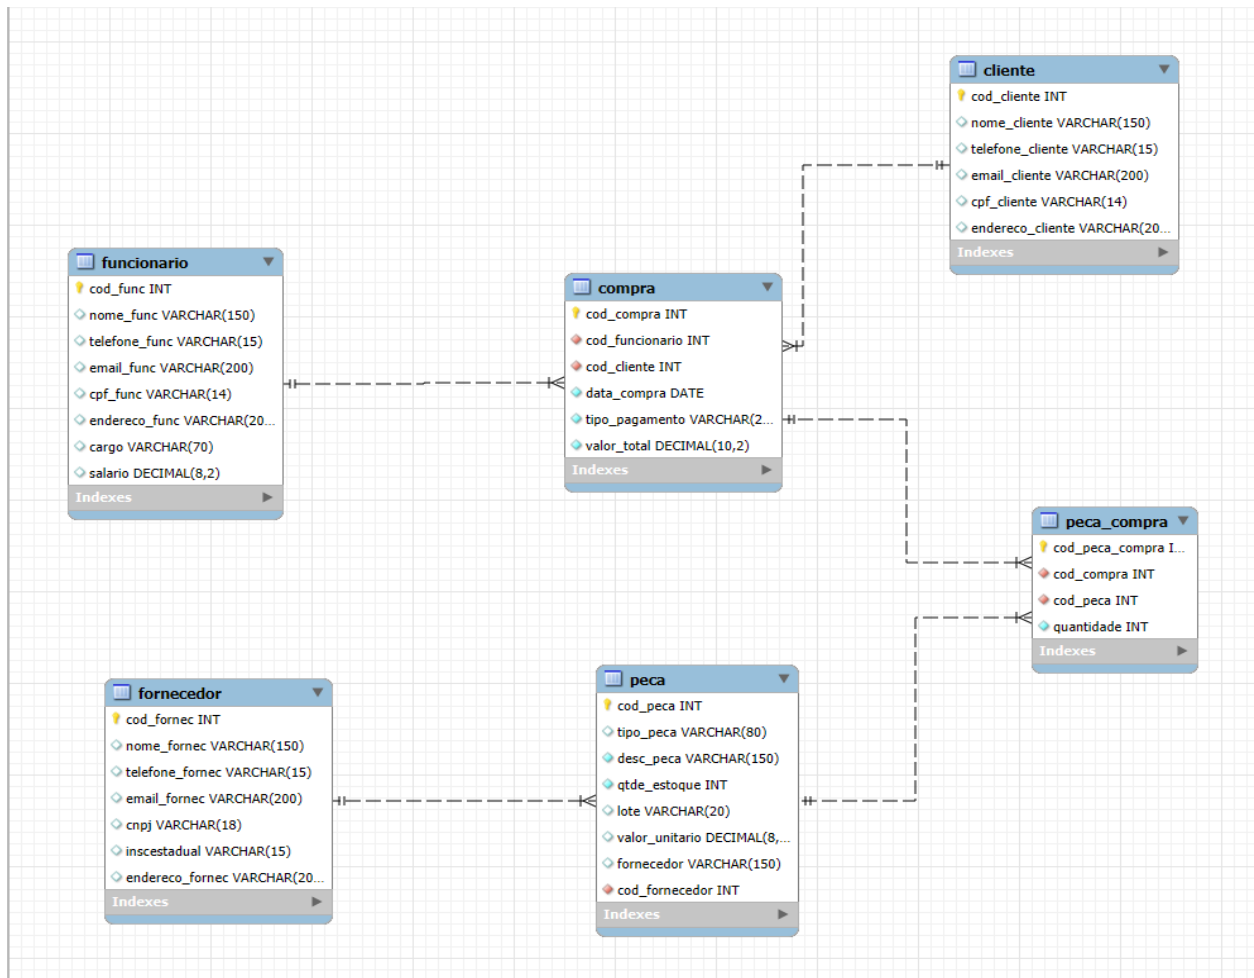 cliente
cod_cliente INT
nome_cliente VARCHAR(150)
telefone_cliente VARCHAR(15)
email_cliente VARCHAR(200)
cpf_cliente VARCHAR(14)
endereco_cliente VARCHAR(20...
Indexes
funcionario
cod_func INT
nome_func VARCHAR(150)
telefone_func VARCHAR(15)
email_func VARCHAR(200)
cpf_func VARCHAR(14)
endereco_func VARCHAR(20...
cargo VARCHAR(70)
salario DECIMAL(8,2)
Indexes
compra
cod_compra INT
cod_funcionario INT
cod_cliente INT
data_compra DATE
tipo_pagamento VARCHAR(2...
valor_total DECIMAL(10,2)
Indexes
peca_compra
cod_peca_compra I...
cod_compra INT
cod_peca INT
quantidade INT
Indexes
fornecedor
cod_fornec INT
nome_fornec VARCHAR(150)
telefone_fornec VARCHAR(15)
email_fornec VARCHAR(200)
cnpj VARCHAR(18)
inscestadual VARCHAR(15)
endereco_fornec VARCHAR(20...
Indexes
peca
cod_peca INT
tipo_peca VARCHAR(80)
desc_peca VARCHAR(150)
qtde_estoque INT
lote VARCHAR(20)
valor_unitario DECIMAL(8,...
fornecedor VARCHAR(150)
cod_fornecedor INT
Indexes